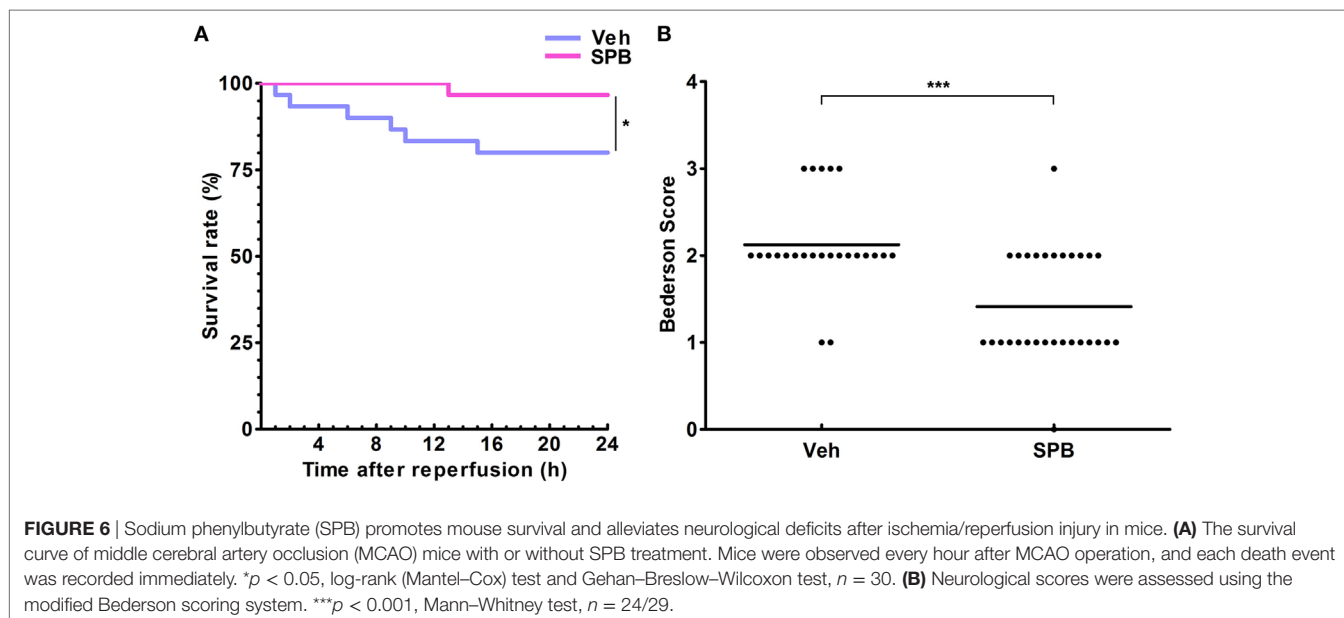 A
Veh
SPB
100
75
50
25
0
Survival rate (%)
*
4 8 12 16 20 24
Time after reperfusion (h)
B
4
3
2
1
0
Bederson Score
***
Veh SPB
FIGURE 6 | Sodium phenylbutyrate (SPB) promotes mouse survival and alleviates neurological deficits after ischemia/reperfusion injury in mice. (A) The survival
curve of middle cerebral artery occlusion (MCAO) mice with or without SPB treatment. Mice were observed every hour after MCAO operation, and each death event
was recorded immediately. *p < 0.05, log-rank (Mantel–Cox) test and Gehan–Breslow–Wilcoxon test, n = 30. (B) Neurological scores were assessed using the
modified Bederson scoring system. ***p < 0.001, Mann–Whitney test, n = 24/29.